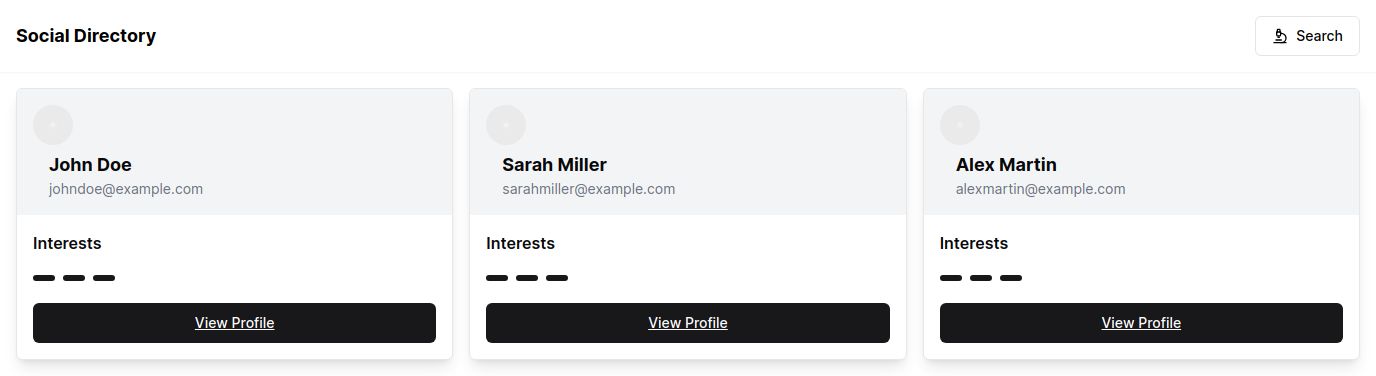 Social Directory
Search
John Doe
johndoe@example.com
Interests
View Profile
Sarah Miller
sarahmiller@example.com
Interests
View Profile
Alex Martin
alexmartin@example.com
Interests
View Profile